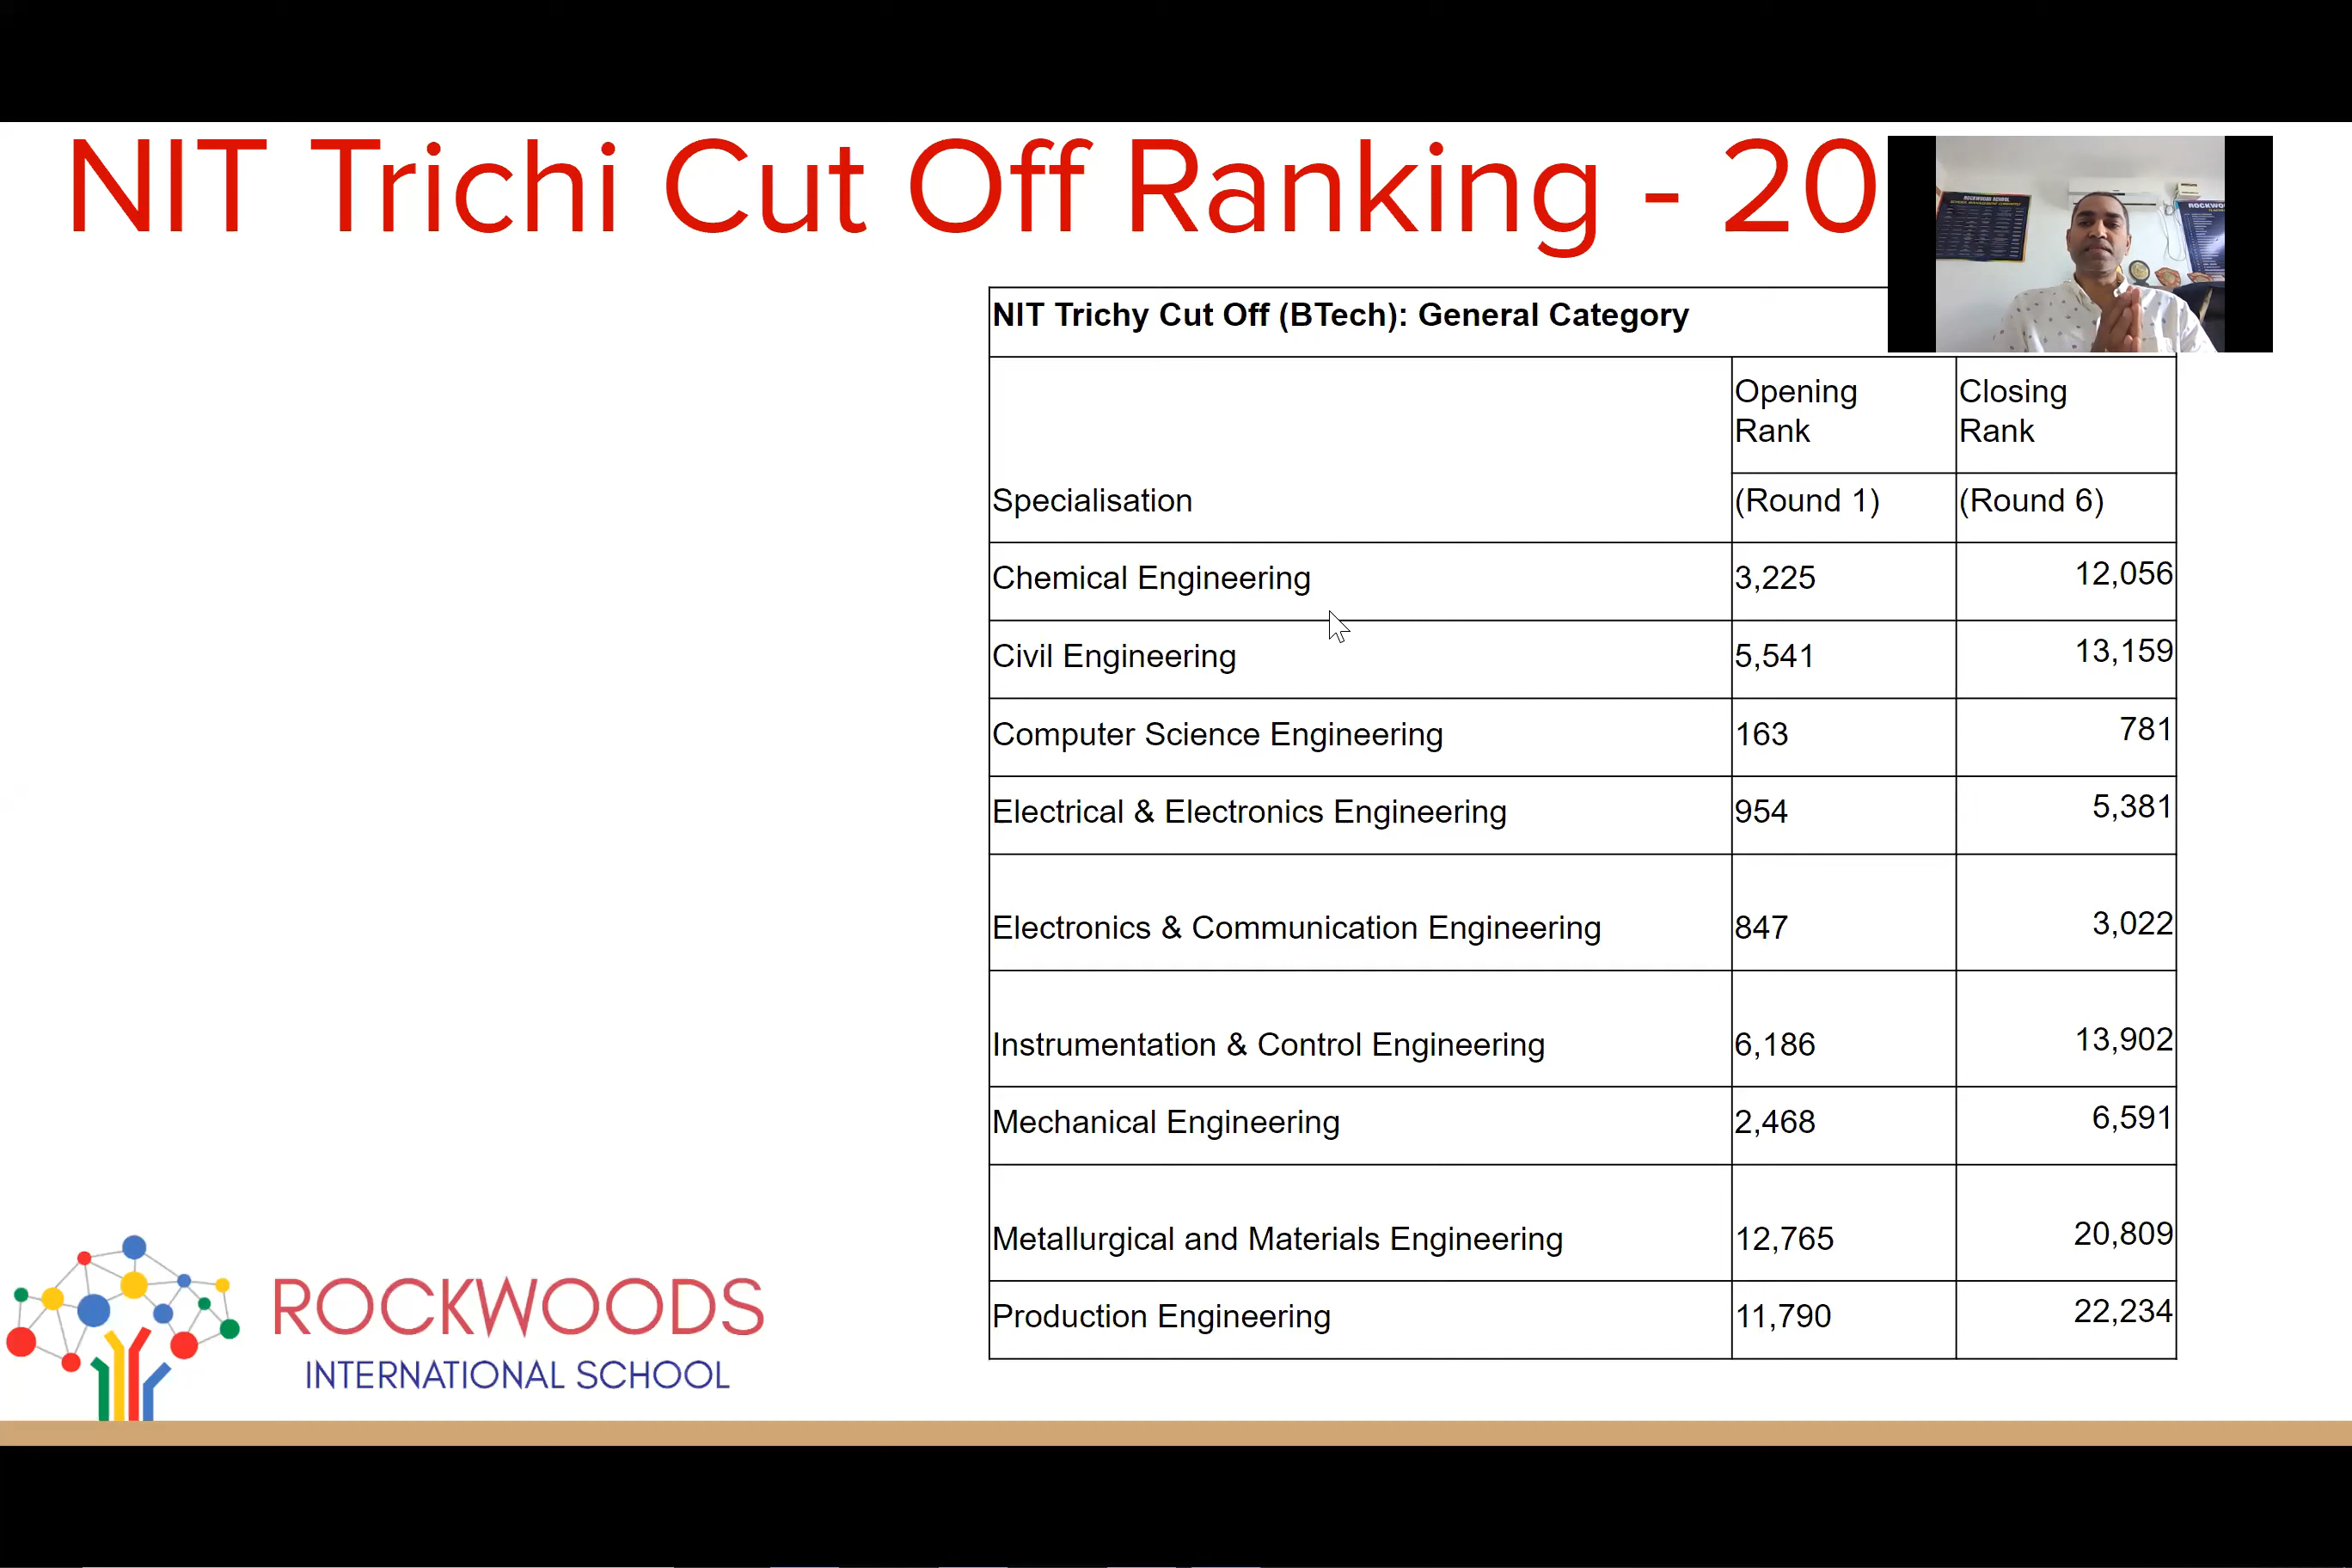 NIT Trichi Cut Off Ranking - 20
ROCKWOODS SCHOOL
NIT Trichy Cut Off (BTech): General Category
Specialisation
Opening
Rank
Closing
Rank
(Round 1)
(Round 6)
Chemical Engineering 3,225 12,056
Civil Engineering 5,541 13,159
Computer Science Engineering 163 781
Electrical & Electronics Engineering 954 5,381
Electronics & Communication Engineering 847 3,022
Instrumentation & Control Engineering 6,186 13,902
Mechanical Engineering 2,468 6,591
Metallurgical and Materials Engineering 12,765 20,809
Production Engineering 11,790 22,234
ROCKWOODS
INTERNATIONAL SCHOOL